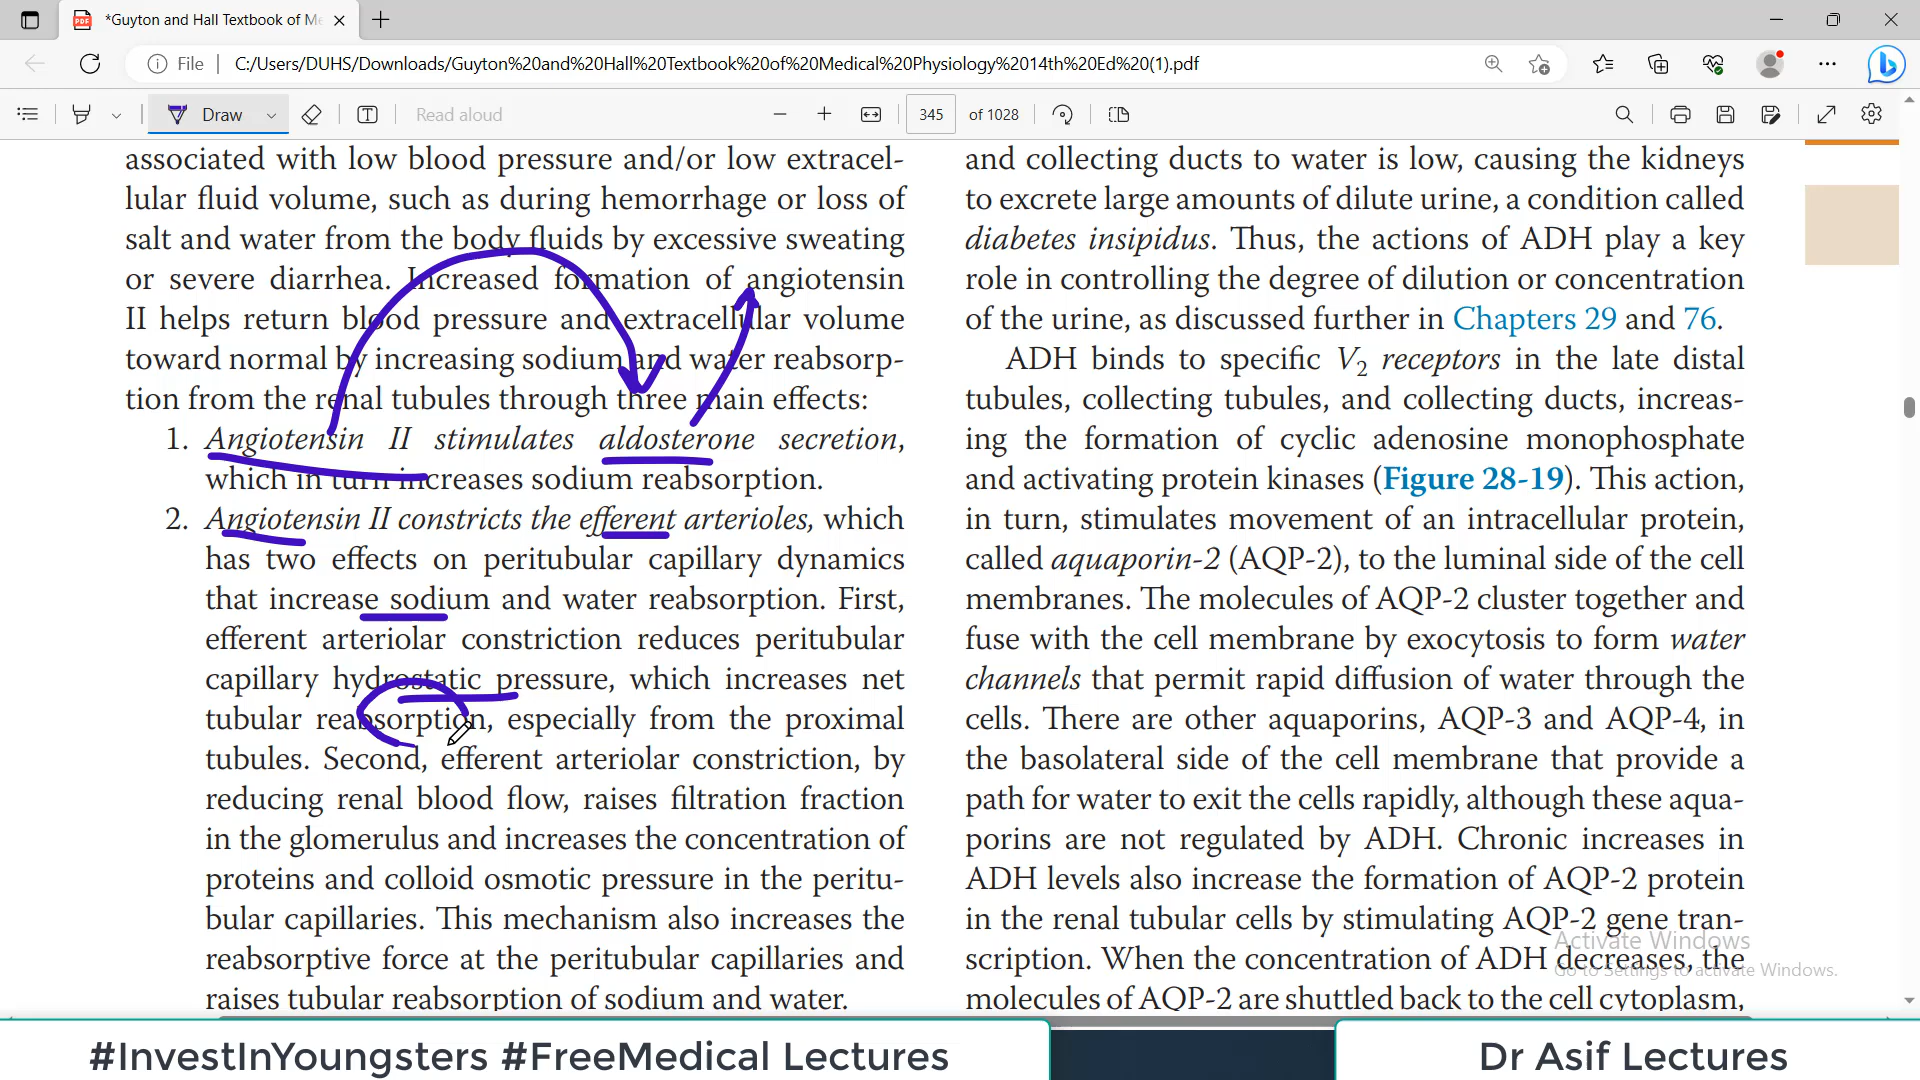 *Guyton and Hall Textbook of Me
File
C:/Users/DUHS/Downloads/Guyton%20and%20Hall%20Textbook%20of%20Medical%20Physiology%2014th%20Ed%20(1).pdf
Draw
Read aloud
345 of 1028
associated with low blood pressure and/or low extracel-
lular fluid volume, such as during hemorrhage or loss of
salt and water from the body fluids by excessive sweating
or severe diarrhea. Increased formation of angiotensin
II helps return blood pressure and extracellular volume
toward normal by increasing sodium and water reabsorp-
tion from the renal tubules through three main effects:
1. Angiotensin II stimulates aldosterone secretion,
which in turn increases sodium reabsorption.
2. Angiotensin II constricts the efferent arterioles, which
has two effects on peritubular capillary dynamics
that increase sodium and water reabsorption. First,
efferent arteriolar constriction reduces peritubular
capillary hydrostatic pressure, which increases net
tubular reabsorption, especially from the proximal
tubules. Second, efferent arteriolar constriction, by
reducing renal blood flow, raises filtration fraction
in the glomerulus and increases the concentration of
proteins and colloid osmotic pressure in the peritu-
bular capillaries. This mechanism also increases the
reabsorptive force at the peritubular capillaries and
raises tubular reabsorption of sodium and water.
and collecting ducts to water is low, causing the kidneys
to excrete large amounts of dilute urine, a condition called
diabetes insipidus. Thus, the actions of ADH play a key
role in controlling the degree of dilution or concentration
of the urine, as discussed further in Chapters 29 and 76.
ADH binds to specific V2 receptors in the late distal
tubules, collecting tubules, and collecting ducts, increas-
ing the formation of cyclic adenosine monophosphate
and activating protein kinases (Figure 28-19). This action,
in turn, stimulates movement of an intracellular protein,
called aquaporin-2 (AQP-2), to the luminal side of the cell
membranes. The molecules of AQP-2 cluster together and
fuse with the cell membrane by exocytosis to form water
channels that permit rapid diffusion of water through the
cells. There are other aquaporins, AQP-3 and AQP-4, in
the basolateral side of the cell membrane that provide a
path for water to exit the cells rapidly, although these aqua-
porins are not regulated by ADH. Chronic increases in
ADH levels also increase the formation of AQP-2 protein
in the renal tubular cells by stimulating AQP-2 gene tran-
scription. When the concentration of ADH decreases, the
molecules of AQP-2 are shuttled back to the cell cytoplasm,
Activate Windows
Go to Settings to activate Windows.
#InvestInYoungsters #FreeMedical Lectures
Dr Asif Lectures